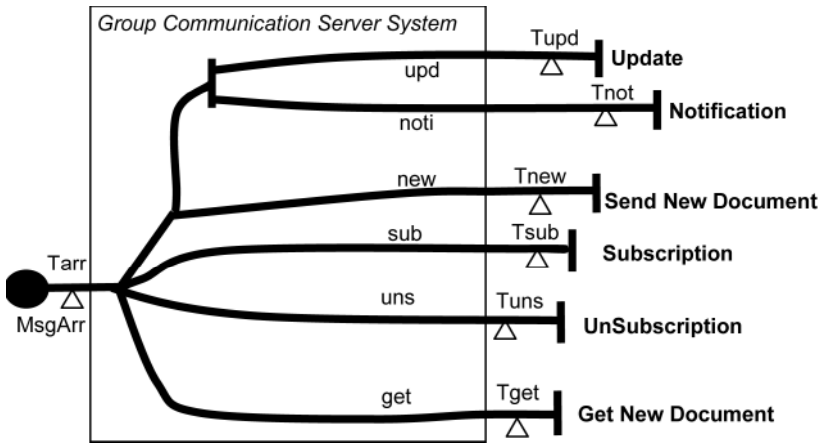 Group Communication Server System
Tupd
Update
upd
Tnot
Notification
noti
new
Tnew
Send New Document
sub
Tsub
Subscription
Tarr
MsgArr
uns
Tuns
UnSubscription
get
Tget
Get New Document